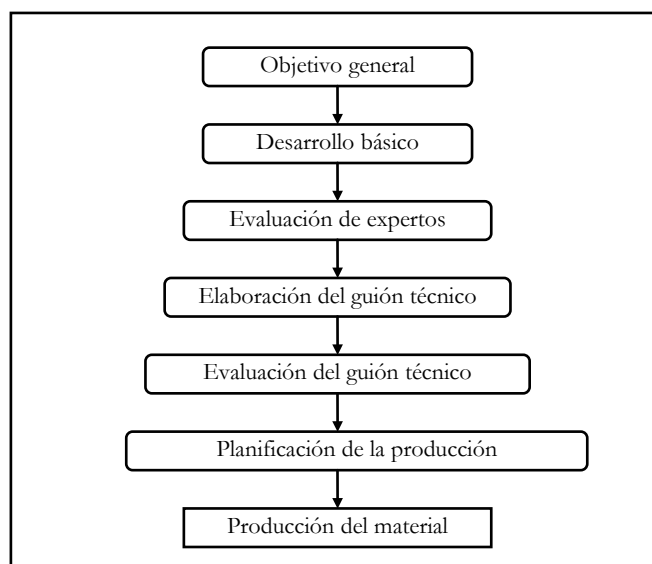 Objetivo general
Desarrollo básico
Evaluación de expertos
Elaboración del guión técnico
Evaluación del guión técnico
Planificación de la producción
Producción del material